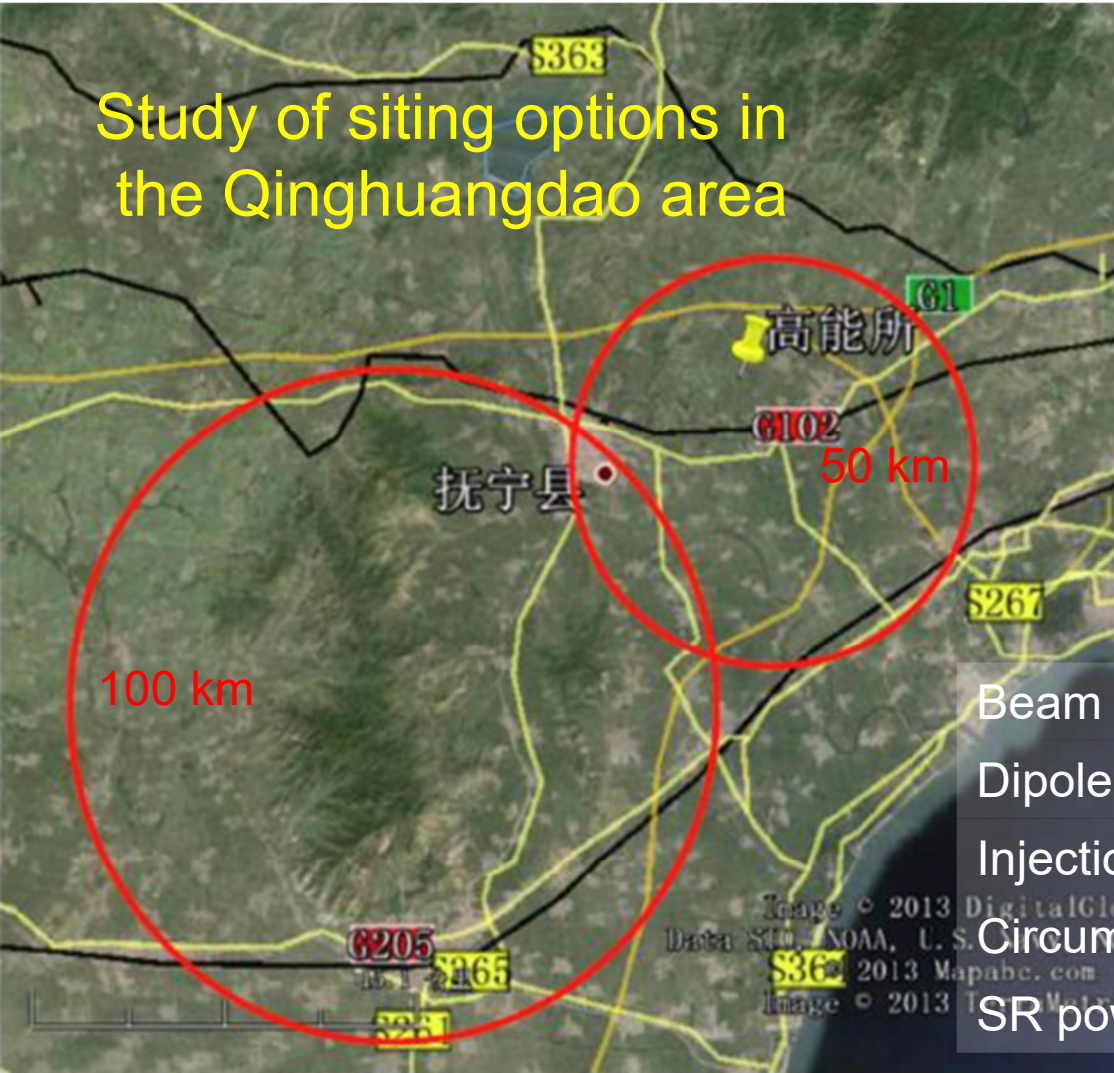 S363
Study of siting options in
the Qinghuangdao area
G1
高能所
G102
50 km
抚宁县
S267
100 km
Beam
Dipole
Injectio
Image © 2013 DigitalGl
G205
Data SIO, NOAA, U.S.
Circum
S365
S36
2013 Mapabc.com
Image © 2013
SR pow
S261